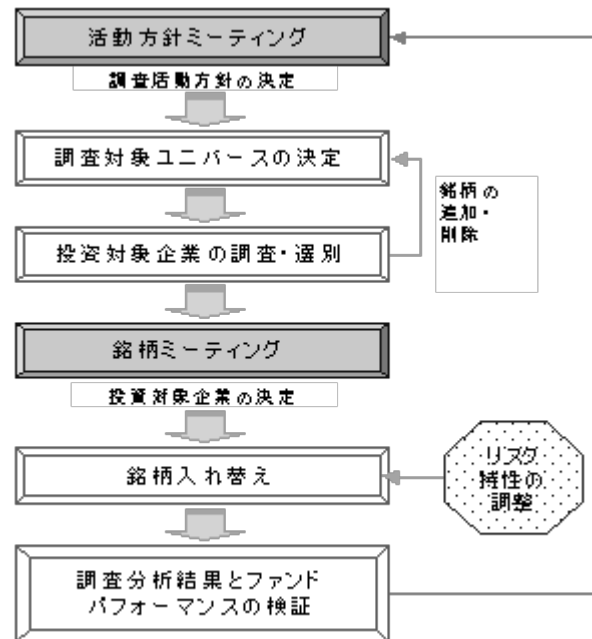 活動方針ミーティング
調査活動方針の決定
調査対象ユニバースの決定
銘柄の
追加・
削除
投資対象企業の調査・選別
銘柄ミーティング
投資対象企業の決定
銘柄入れ替え
リスク
特性の
調整
調査分析結果とファンド
パフォーマンスの検証